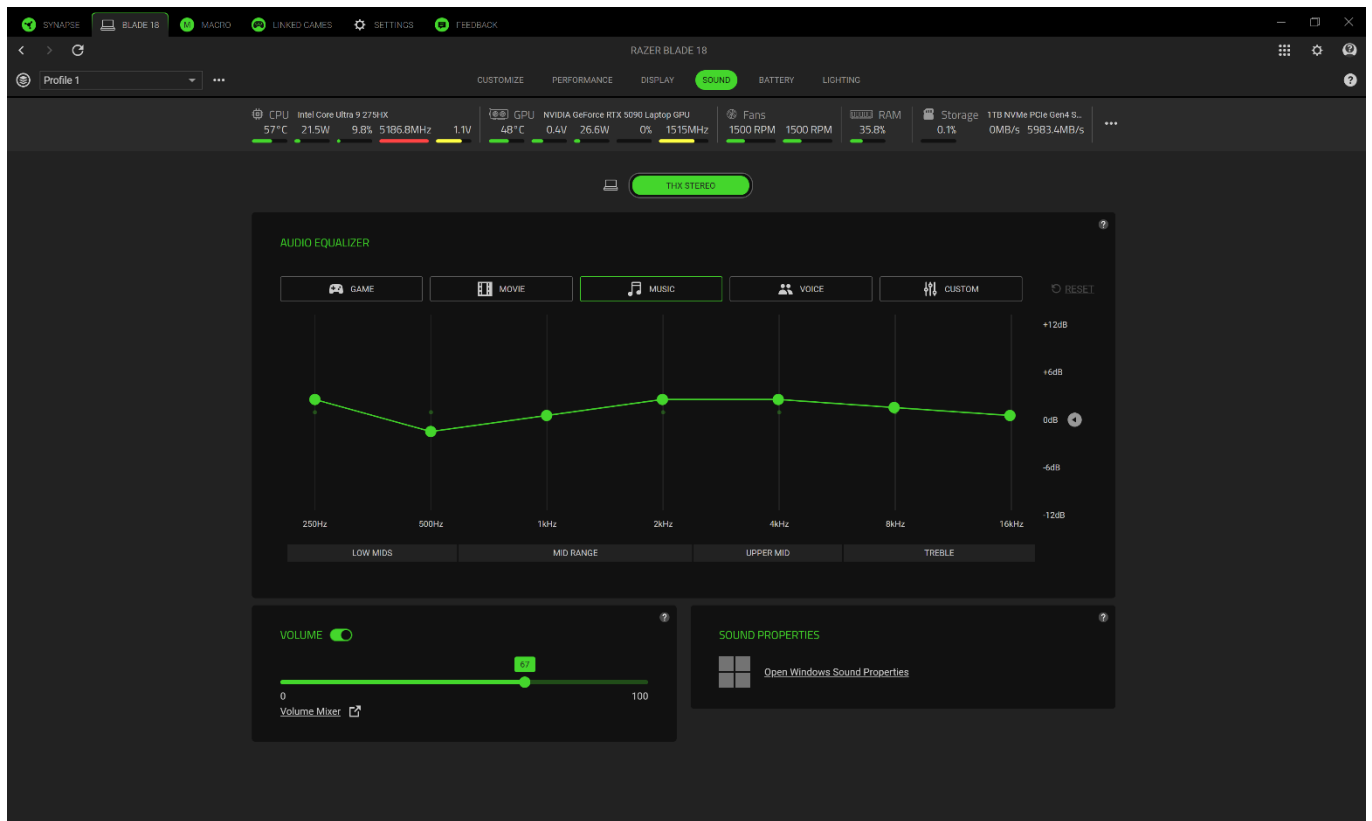 SYNAPSE BLADE 18 MACRO LINKED GAMES SETTINGS FEEDBACK
RAZER BLADE 18
Profile 1 CUSTOMIZE PERFORMANCE DISPLAY SOUND BATTERY LIGHTING
CPU Intel Core Ultra 9 275HX GPU NVIDIA GeForce RTX 5090 Laptop GPU Fans RAM Storage 1TB NVMe PCIe Gen4 S...
57°C 21.5W 9.8% 5186.8MHz 1.1V 48°C 0.4V 26.6W 0% 1515MHz 1500 RPM 1500 RPM 35.8% 0.1% 0MB/s 5983.4MB/s
THX STEREO
AUDIO EQUALIZER
GAME MOVIE MUSIC VOICE CUSTOM RESET
+12dB
+6dB
0dB
-6dB
-12dB
250Hz 500Hz 1kHz 2kHz 4kHz 8kHz 16kHz
LOW MIDS MID RANGE UPPER MID TREBLE
VOLUME
67
0 100
Volume Mixer
SOUND PROPERTIES
Open Windows Sound Properties